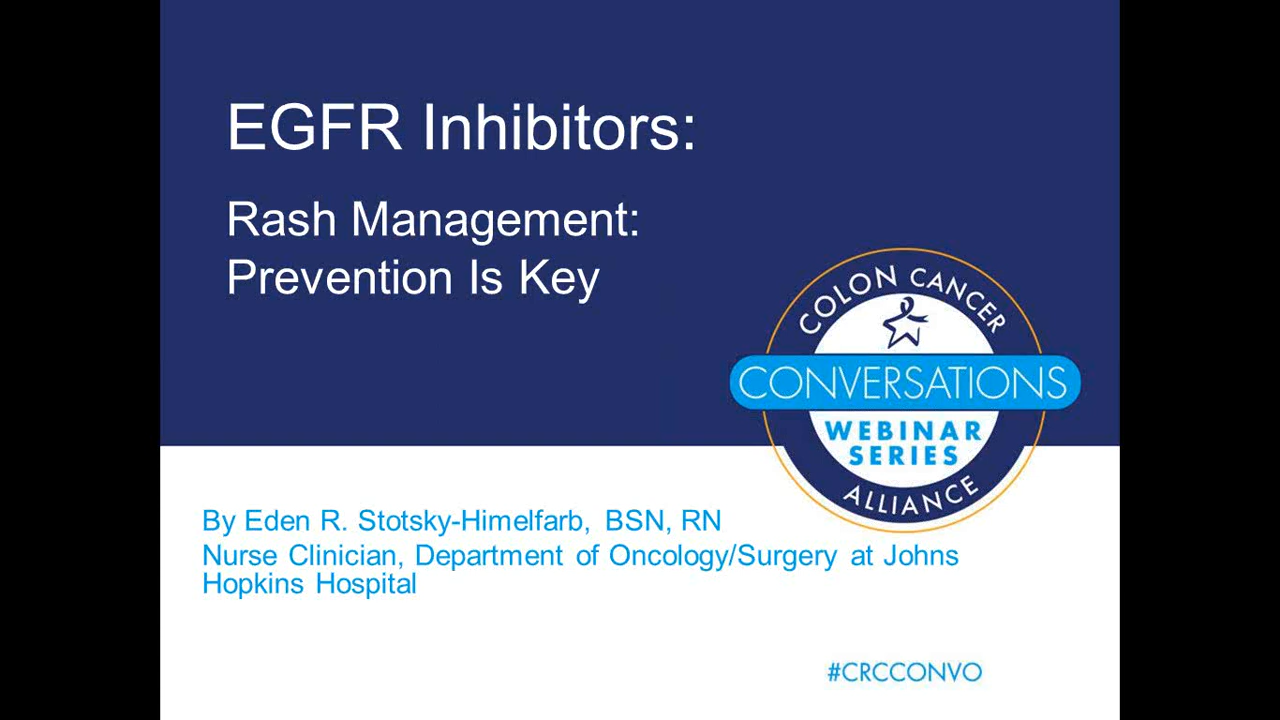 EGFR Inhibitors:
Rash Management:
Prevention Is Key
COLON CANCER
CONVERSATIONS
WEBINAR
SERIES
ALLIANCE
By Eden R. Stotsky-Himelfarb, BSN, RN
Nurse Clinician, Department of Oncology/Surgery at Johns
Hopkins Hospital
#CRCCONVO